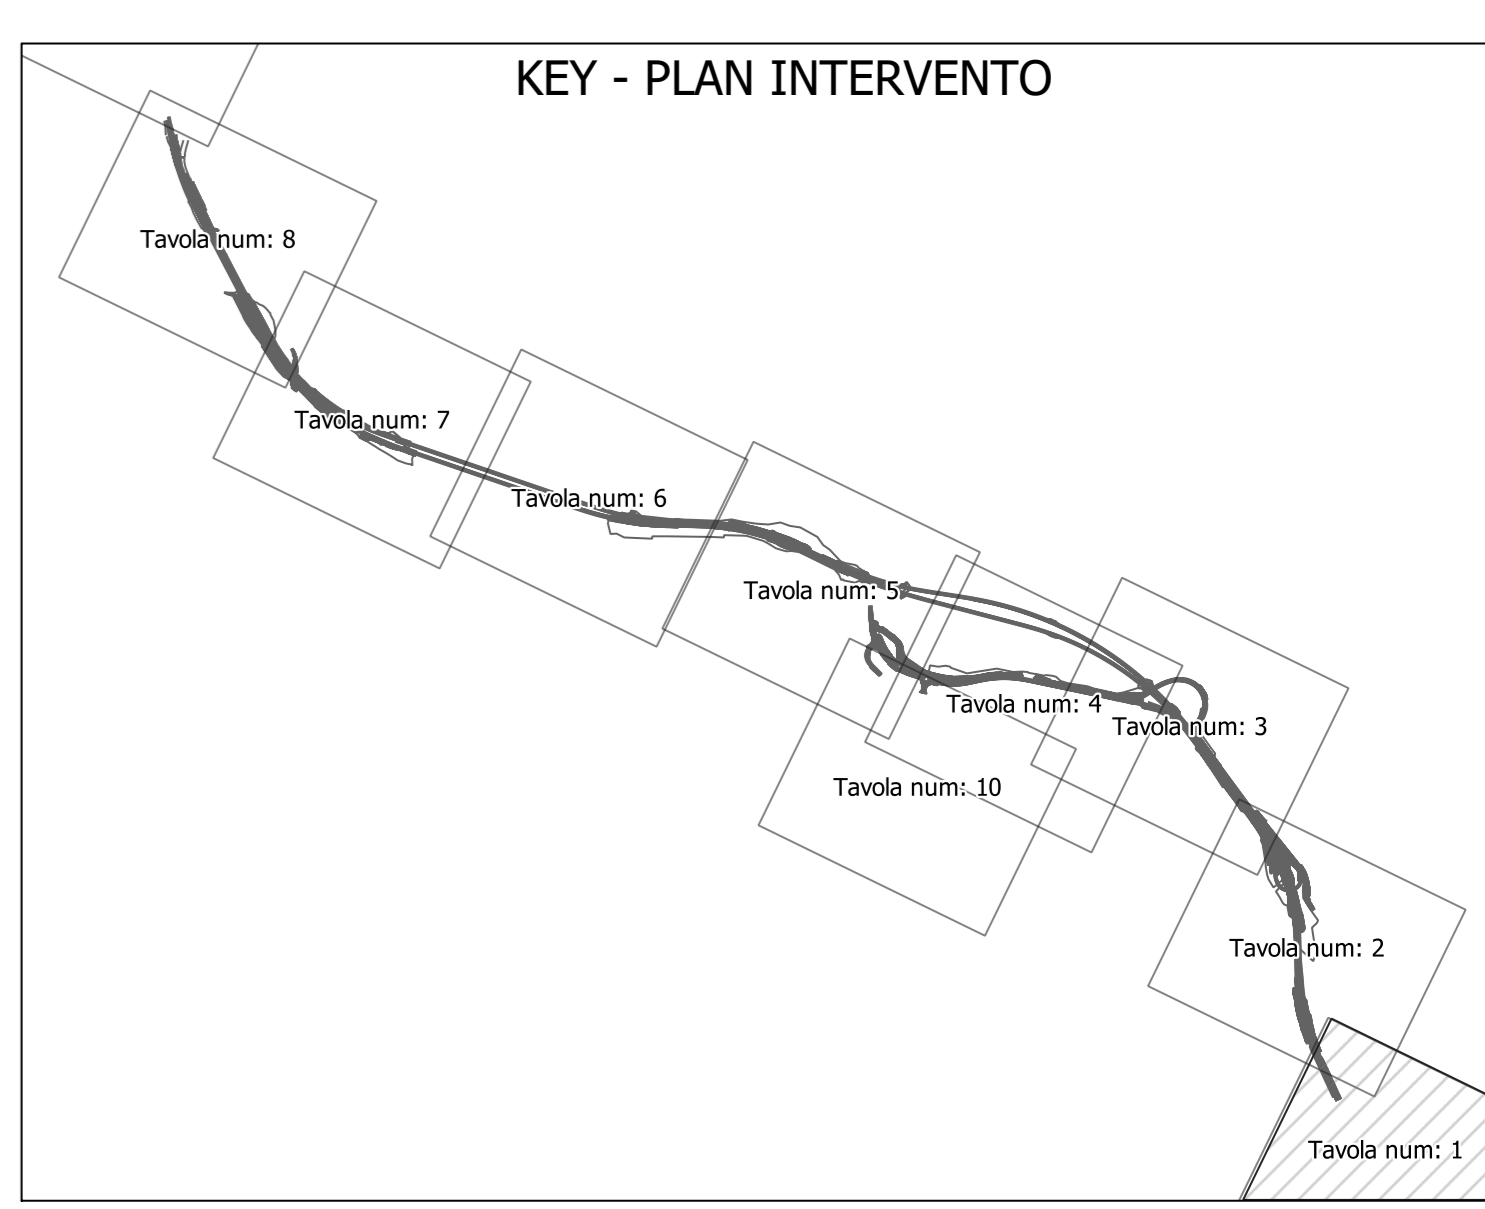 KEY - PLAN INTERVENTO
Tavola num: 8
Tavola num: 7
Tavola num: 6
Tavola num: 5
Tavola num: 4
Tavola num: 3
Tavola num: 10
Tavola num: 2
Tavola num: 1